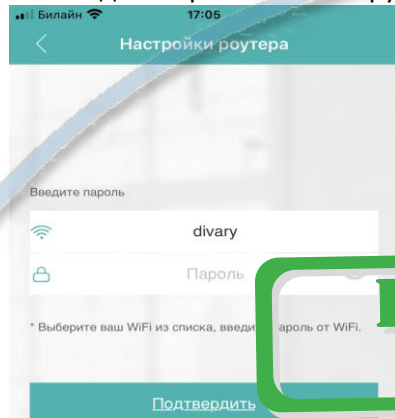 Билайн 17:05
Настройки роутера
Введите пароль
divary
Пароль
* Выберите ваш WiFi из списка, введи ароль от WiFi.
Подтвердить